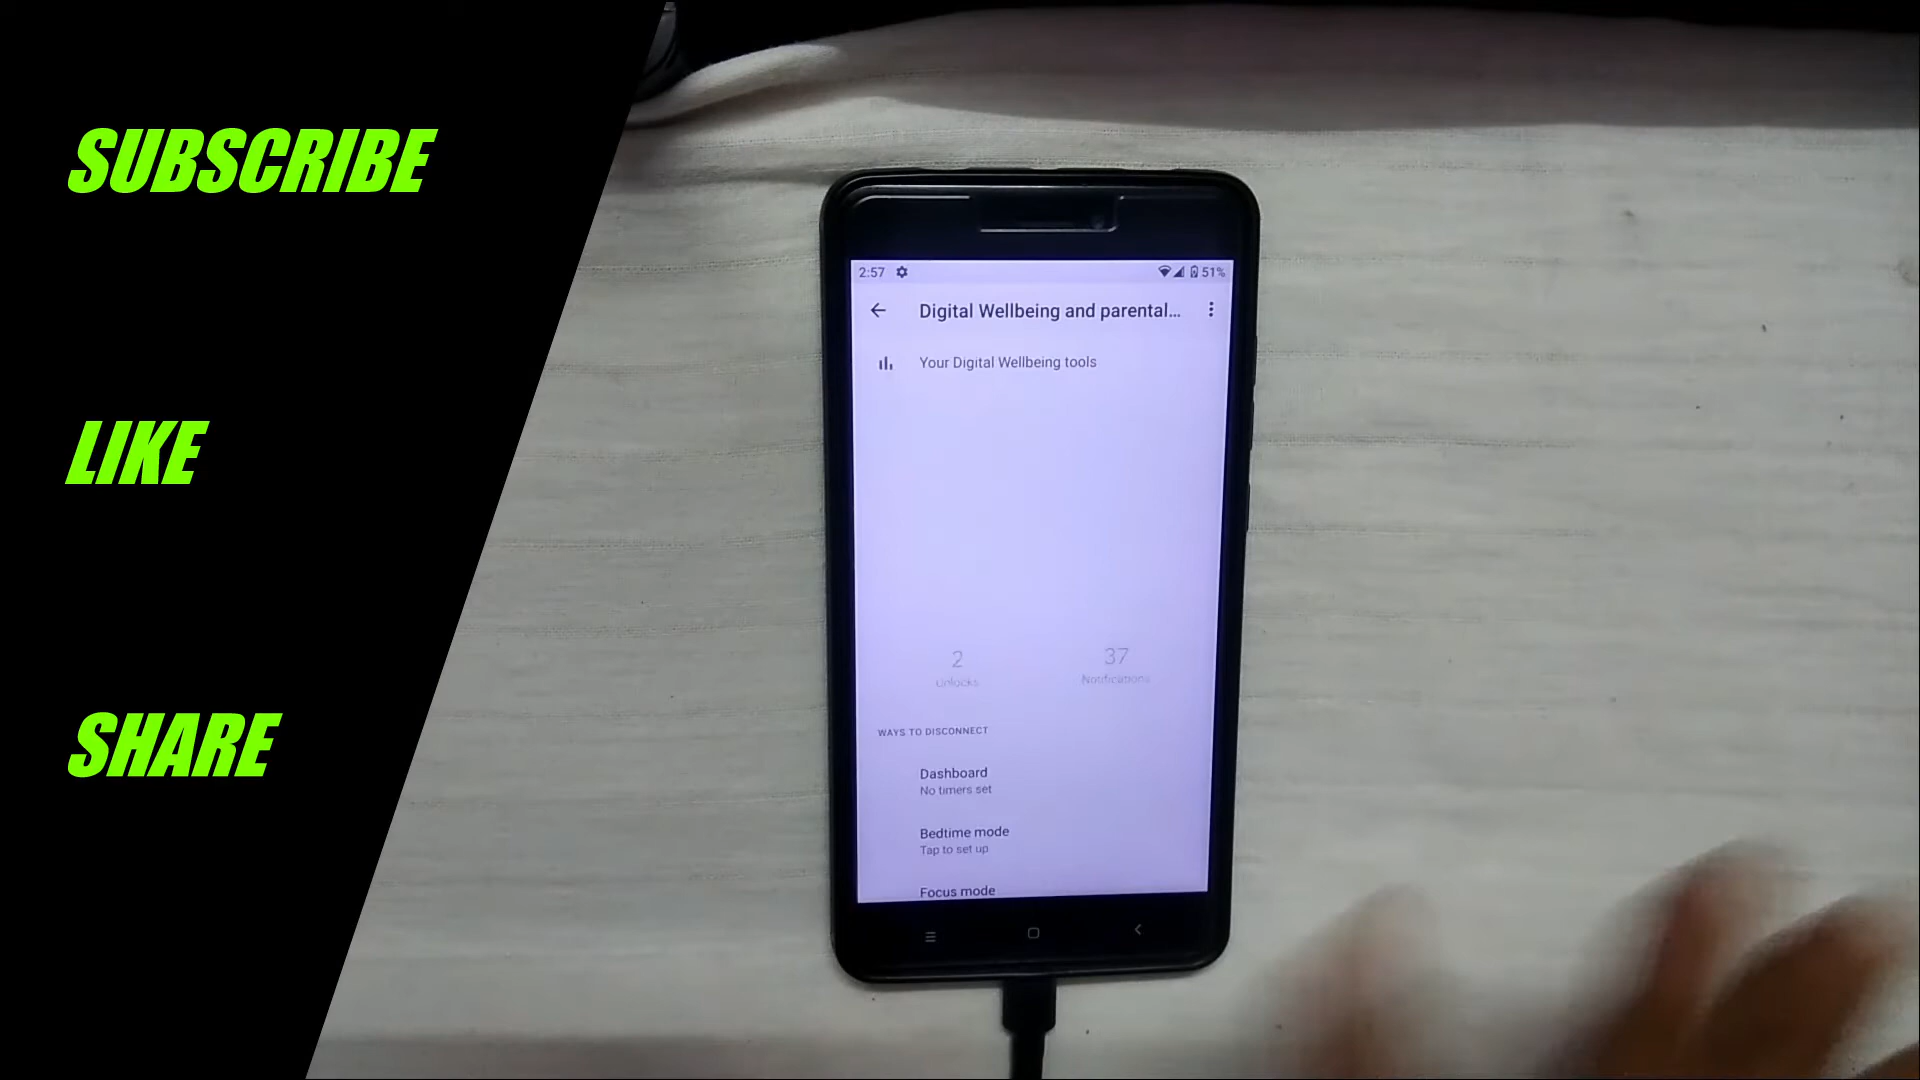 SUBSCRIBE
LIKE
SHARE
2:57
51%
Digital Wellbeing and parental...
Your Digital Wellbeing tools
2
Unlocks
37
Notifications
WAYS TO DISCONNECT
Dashboard
No timers set
Bedtime mode
Tap to set up
Focus mode